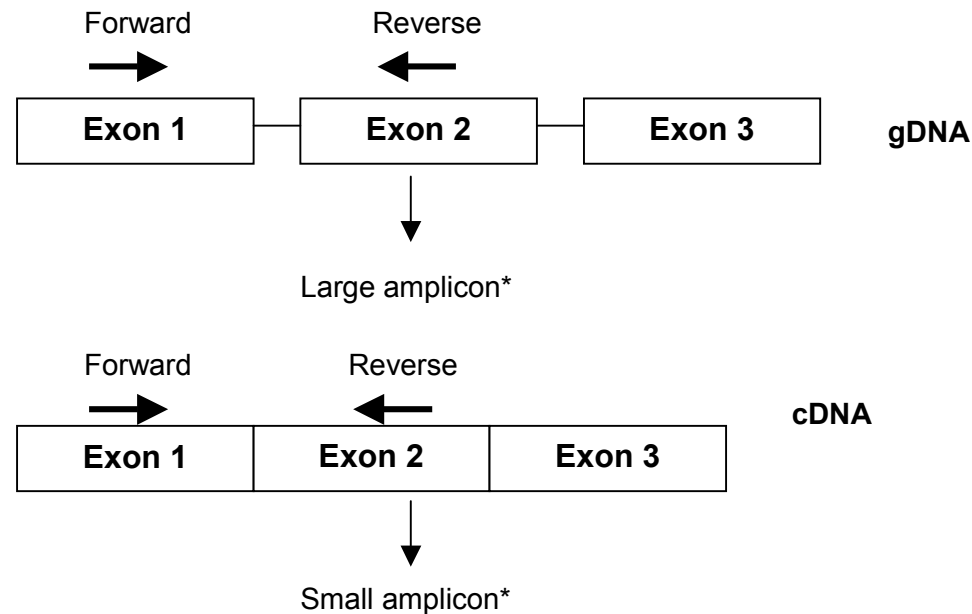 Forward Reverse
Exon 1 Exon 2 Exon 3 gDNA
Large amplicon*
Forward Reverse
cDNA
Exon 1 Exon 2 Exon 3
Small amplicon*